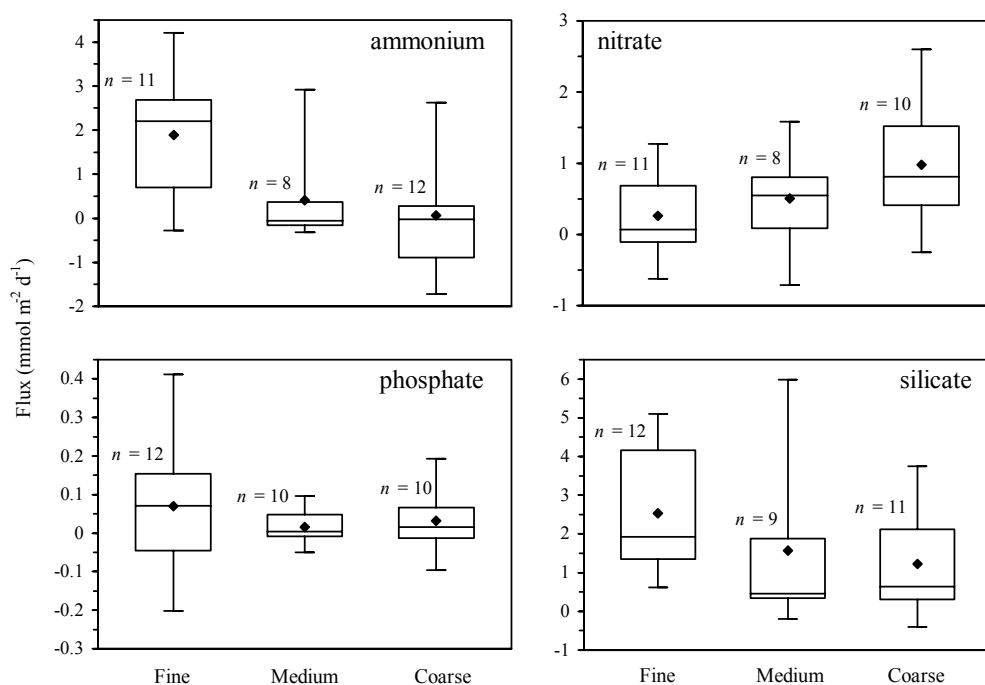 ammonium
4
3
2
1
0
-1
-2
n = 11
n = 8
n = 12
nitrate
3
2
1
0
-1
n = 11
n = 8
n = 10
Flux (mmol m⁻² d⁻¹)
phosphate
0.4
0.3
0.2
0.1
0
-0.1
-0.2
-0.3
n = 12
n = 10
n = 10
Fine Medium Coarse
silicate
6
5
4
3
2
1
0
-1
n = 12
n = 9
n = 11
Fine Medium Coarse